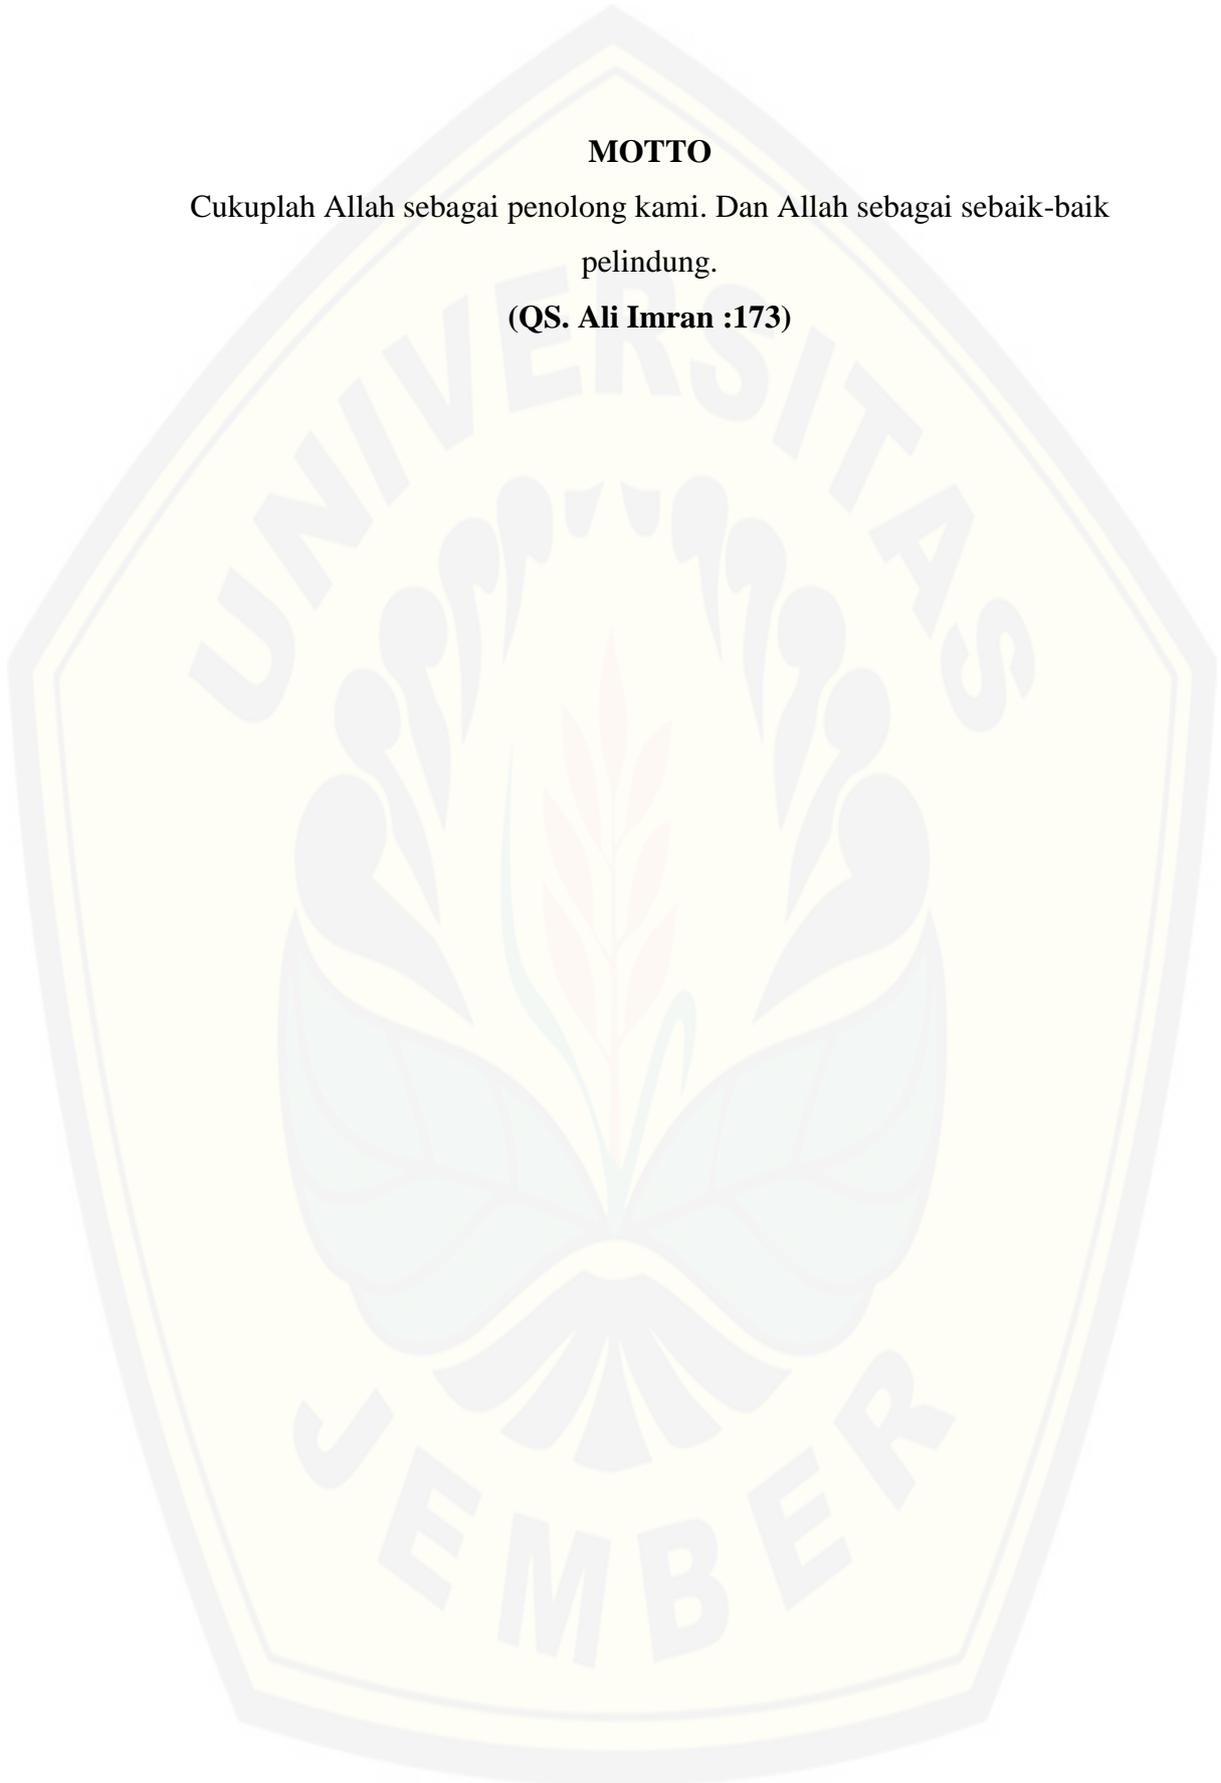 MOTTO
Cukuplah Allah sebagai penolong kami. Dan Allah sebagai sebaik-baik
pelindung.
(QS. Ali Imran :173)
UNIVERSITAS
JEMBER